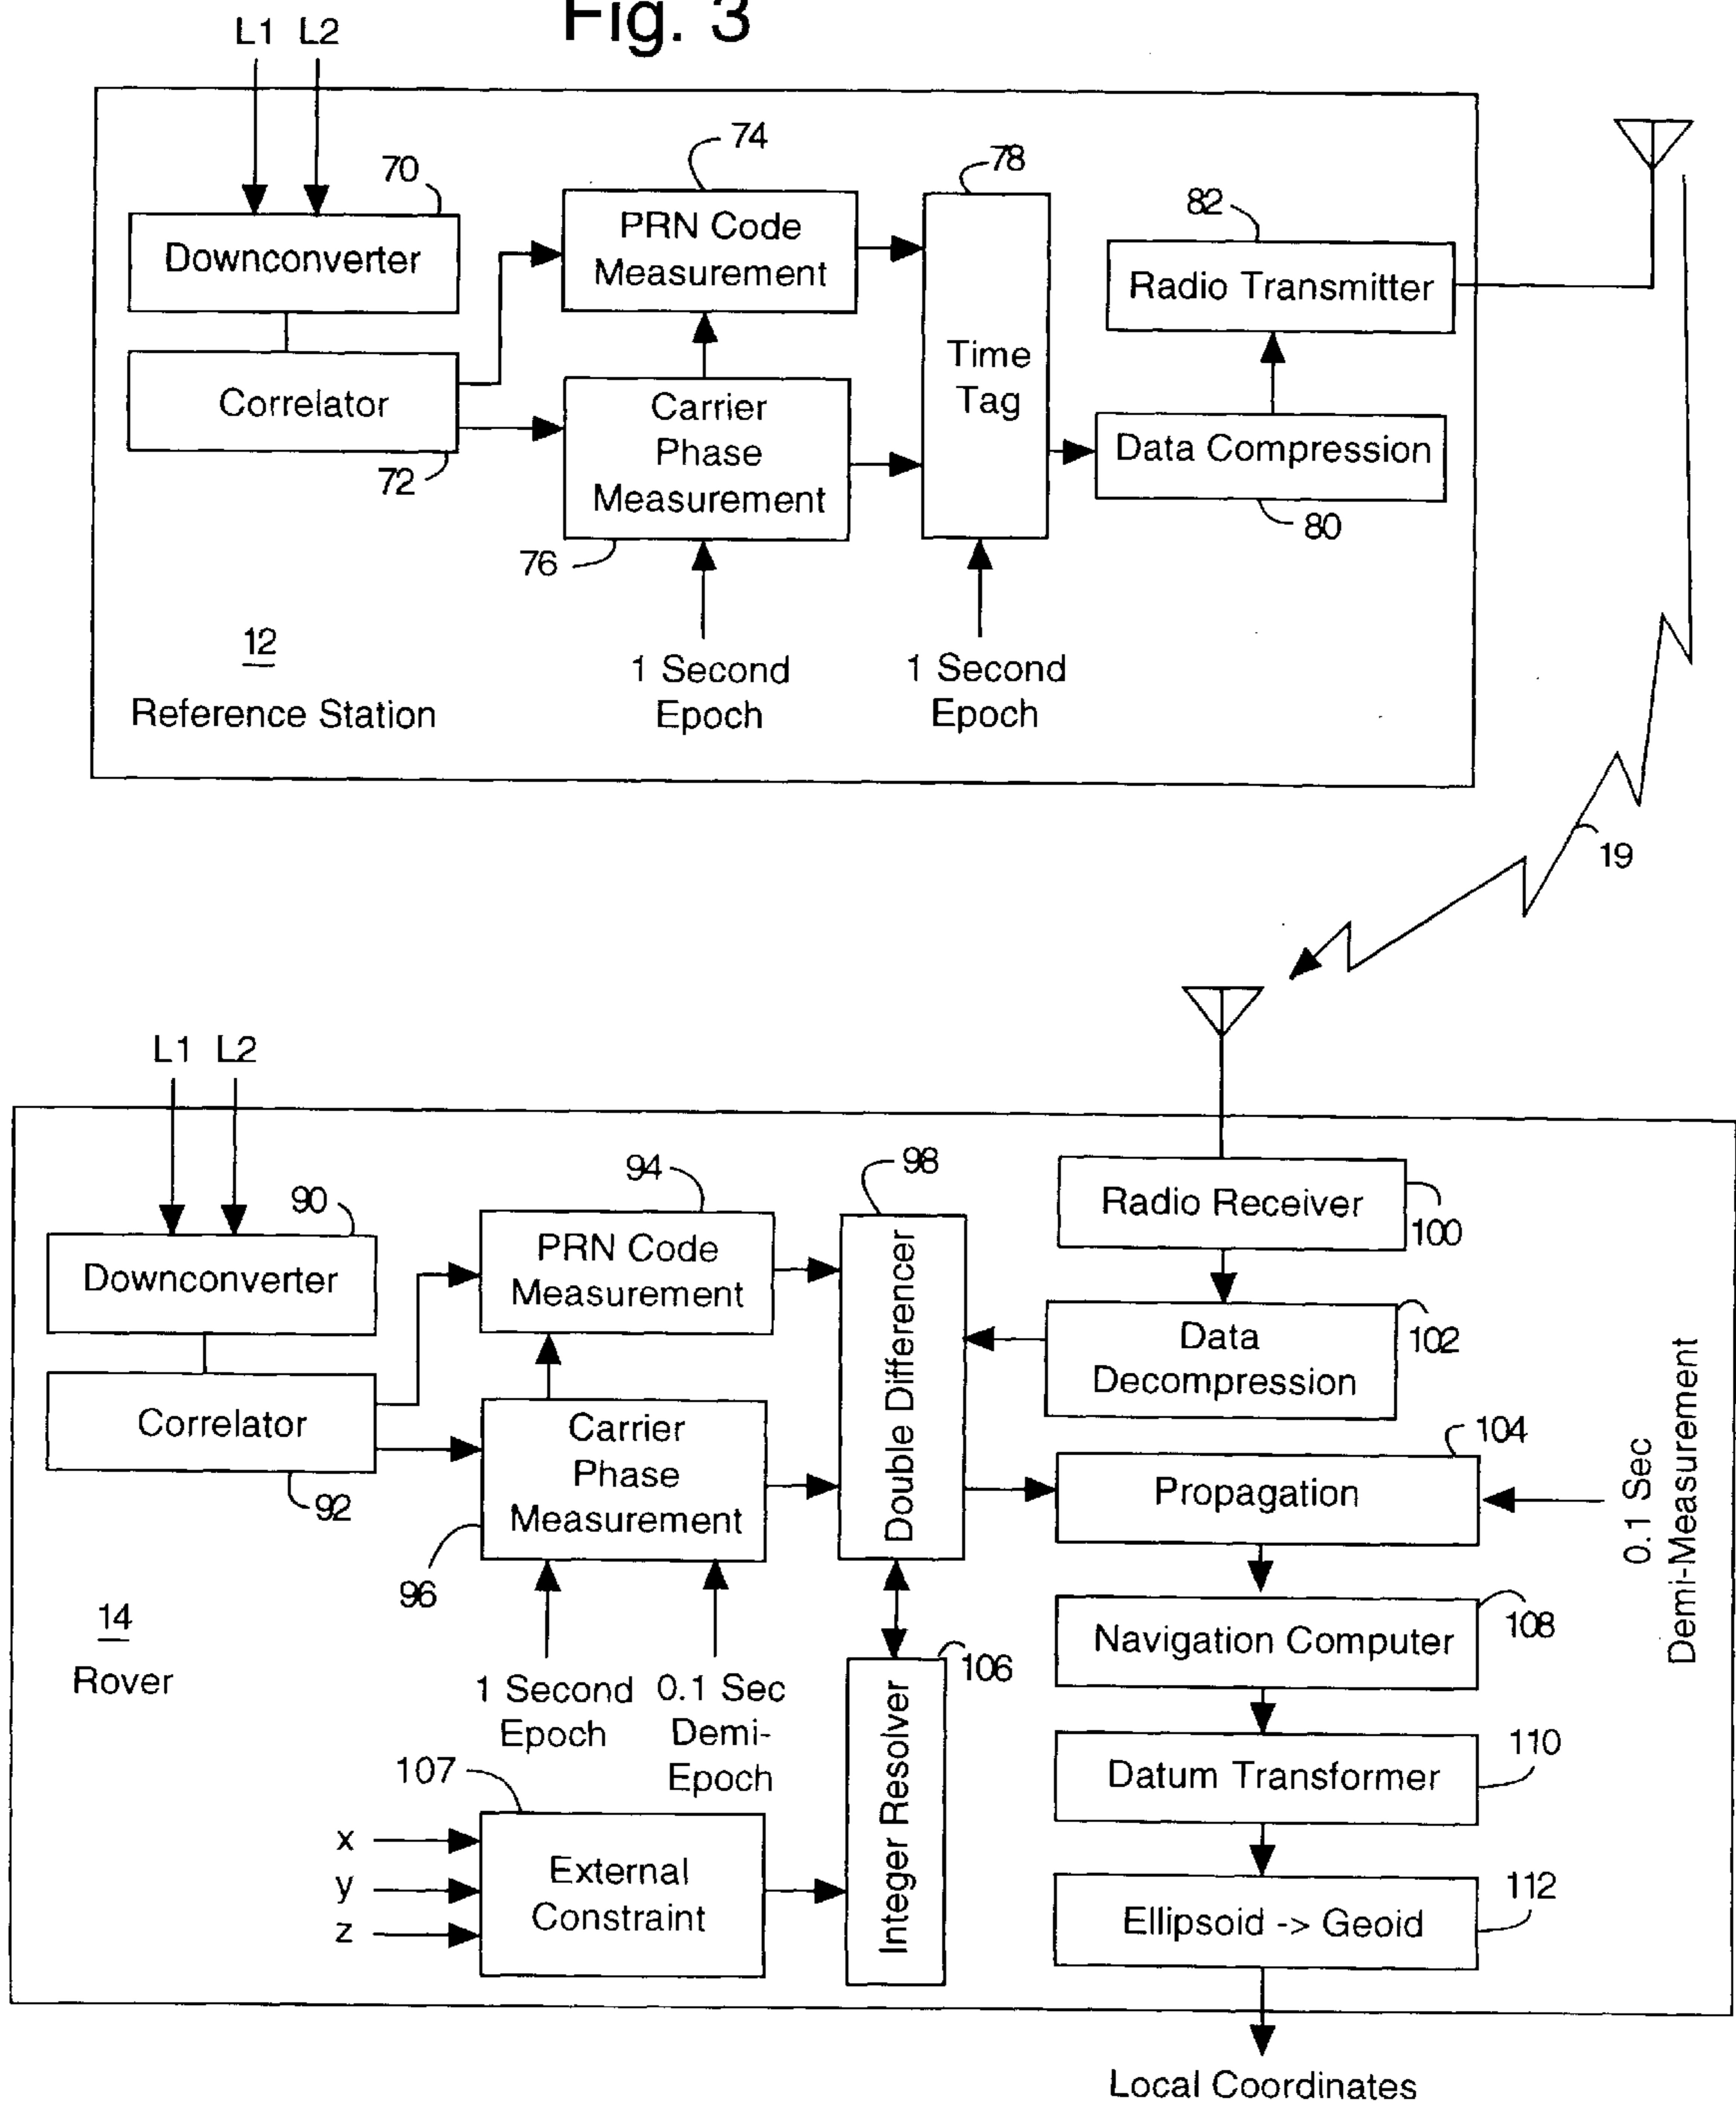 Fig. 3
L1 L2
70
Downconverter
Correlator
72
74
PRN Code
Measurement
Carrier
Phase
Measurement
76
78
Time
Tag
82
Radio Transmitter
Data Compression
80
1 Second
Epoch
1 Second
Epoch
12
Reference Station
19
L1 L2
90
Downconverter
Correlator
92
94
PRN Code
Measurement
Carrier
Phase
Measurement
96
98
Double Differencer
Radio Receiver
100
Data
Decompression
102
104
Propagation
0.1 Sec
Demi-Measurement
Navigation Computer
108
Datum Transformer
110
Ellipsoid -> Geoid
112
Local Coordinates
14
Rover
1 Second
Epoch
0.1 Sec
Demi-
Epoch
106
Integer Resolver
107
x
y
z
External
Constraint